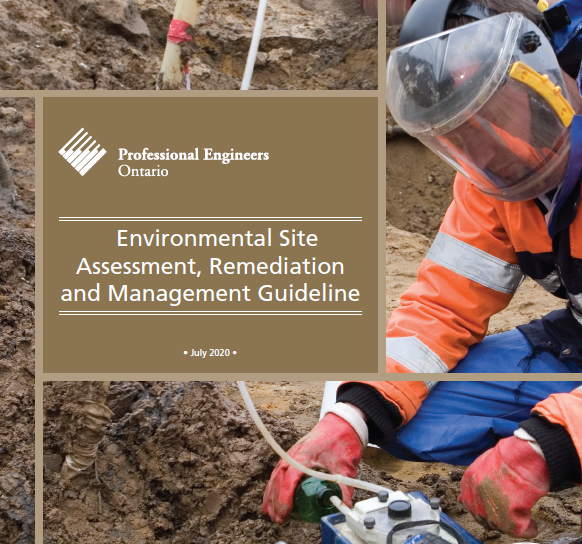 Professional Engineers
Ontario
Environmental Site
Assessment, Remediation
and Management Guideline
• July 2020 •